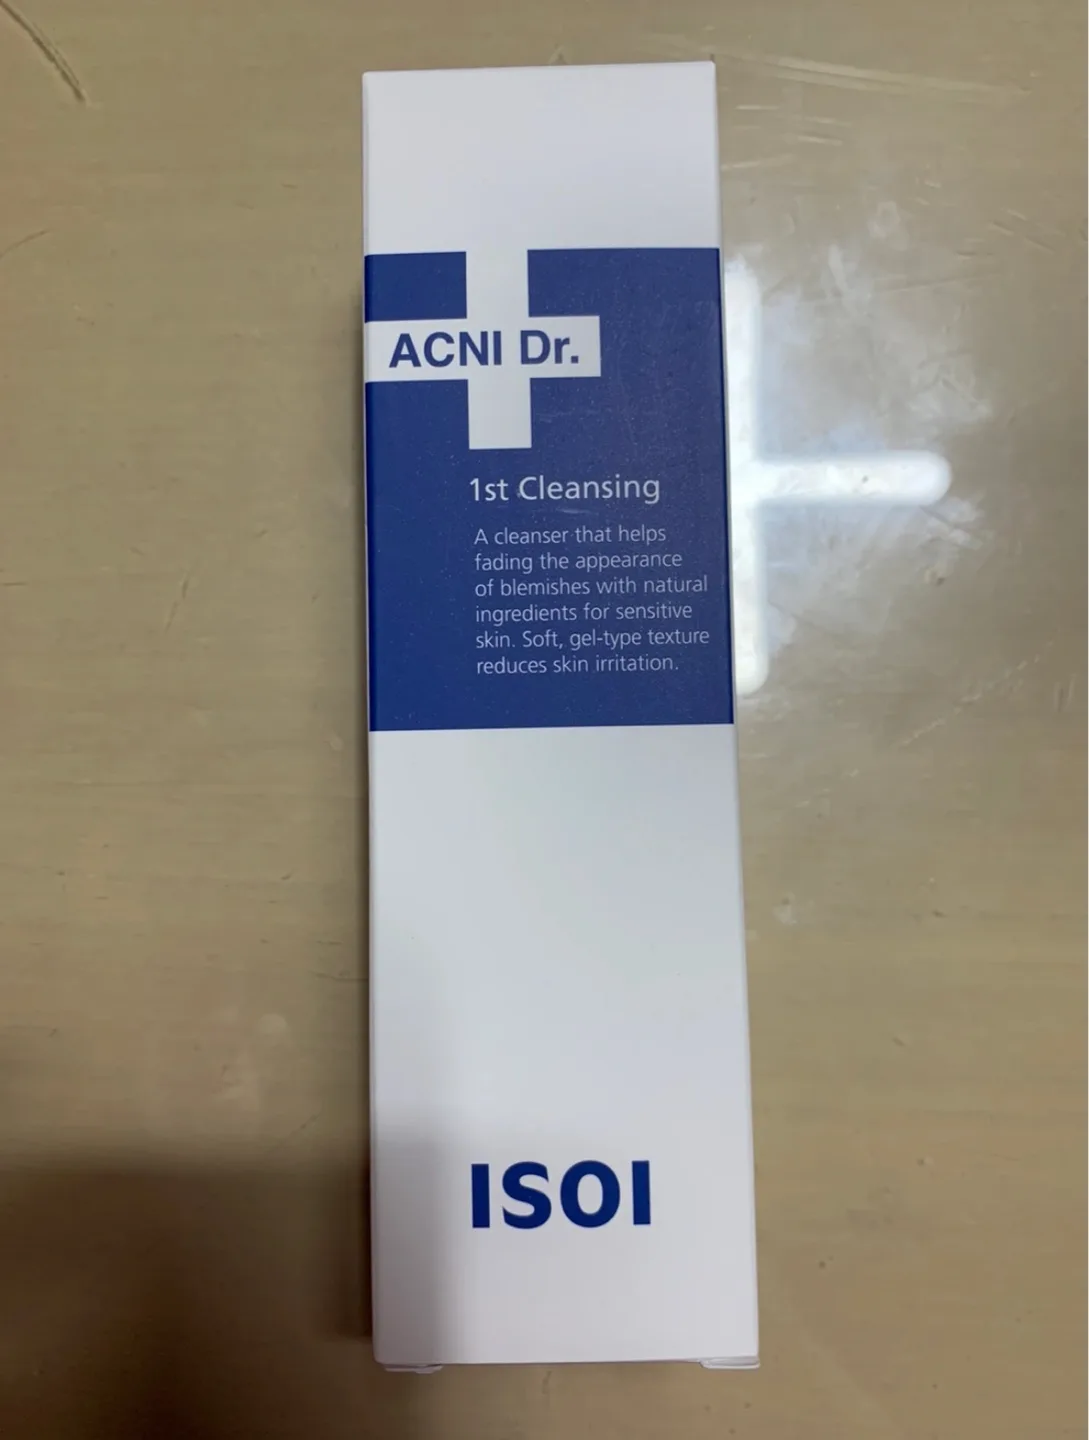 ACNI Dr.
1st Cleansing
A cleanser that helps
fading the appearance
of blemishes with natural
ingredients for sensitive
skin. Soft, gel-type texture
reduces skin irritation.
ISOI